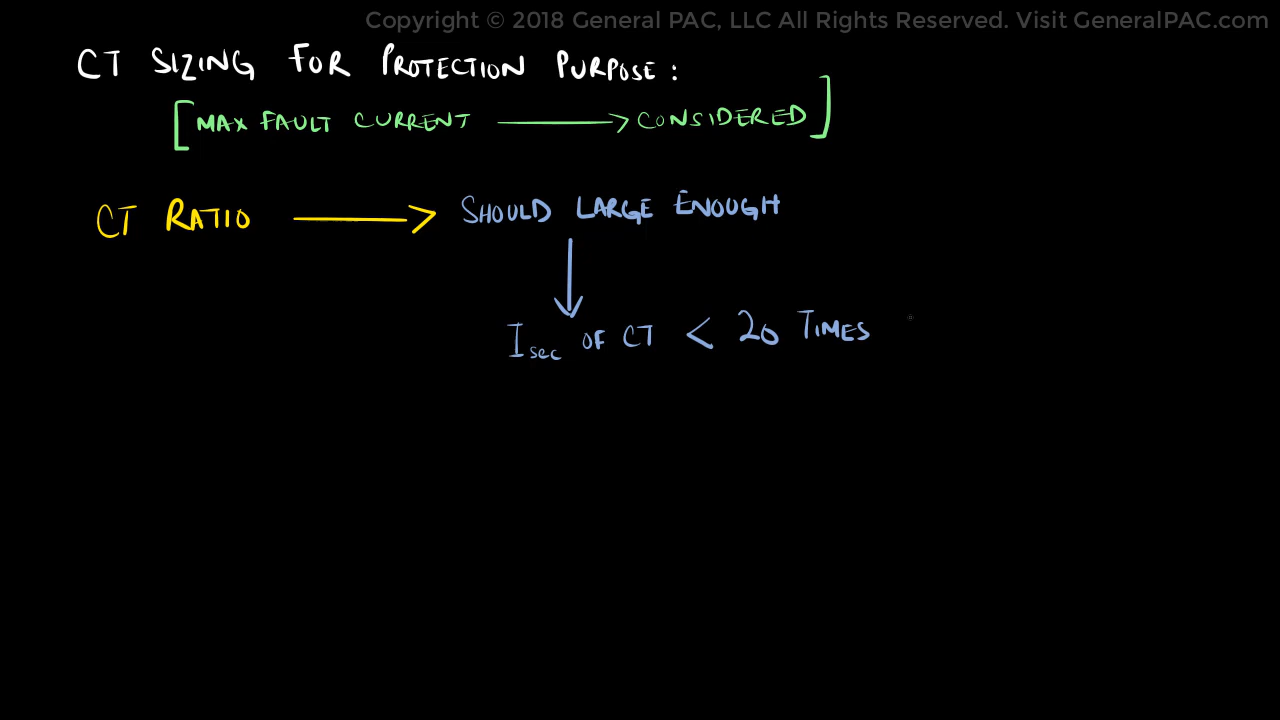 Copyright © 2018 General PAC, LLC All Rights Reserved. Visit GeneralPAC.com
CT SIZING FOR PROTECTION PURPOSE:
[MAX FAULT CURRENT ⟶ CONSIDERED]
CT RATIO ⟶ SHOULD LARGE ENOUGH
↓
Isec OF CT < 20 TIMES